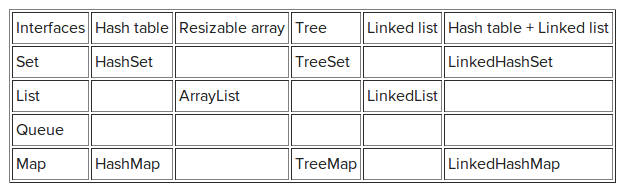 Interfaces Hash table Resizable array Tree Linked list Hash table + Linked list
Set HashSet TreeSet LinkedHashSet
List ArrayList LinkedList
Queue
Map HashMap TreeMap LinkedHashMap